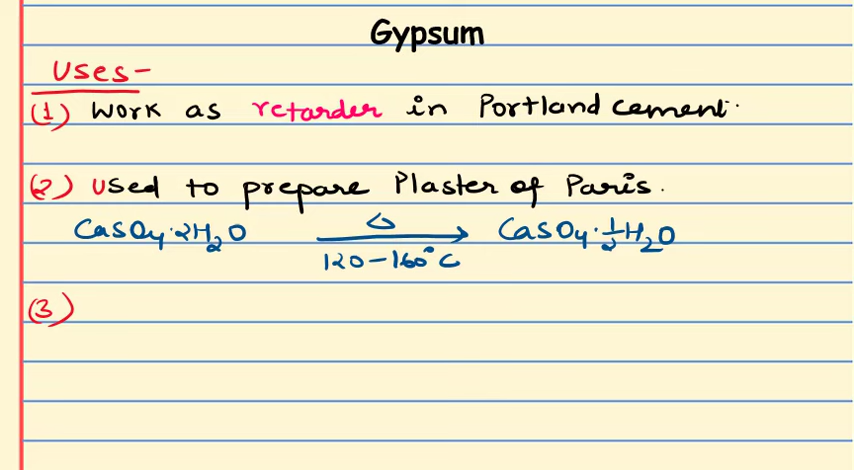 Gypsum
Uses-
(1) Work as retarder in Portland cement.
(2) Used to prepare Plaster of Paris.
CaSO₄·2H₂O Δ→ CaSO₄·½H₂O
120-160°C
(3)